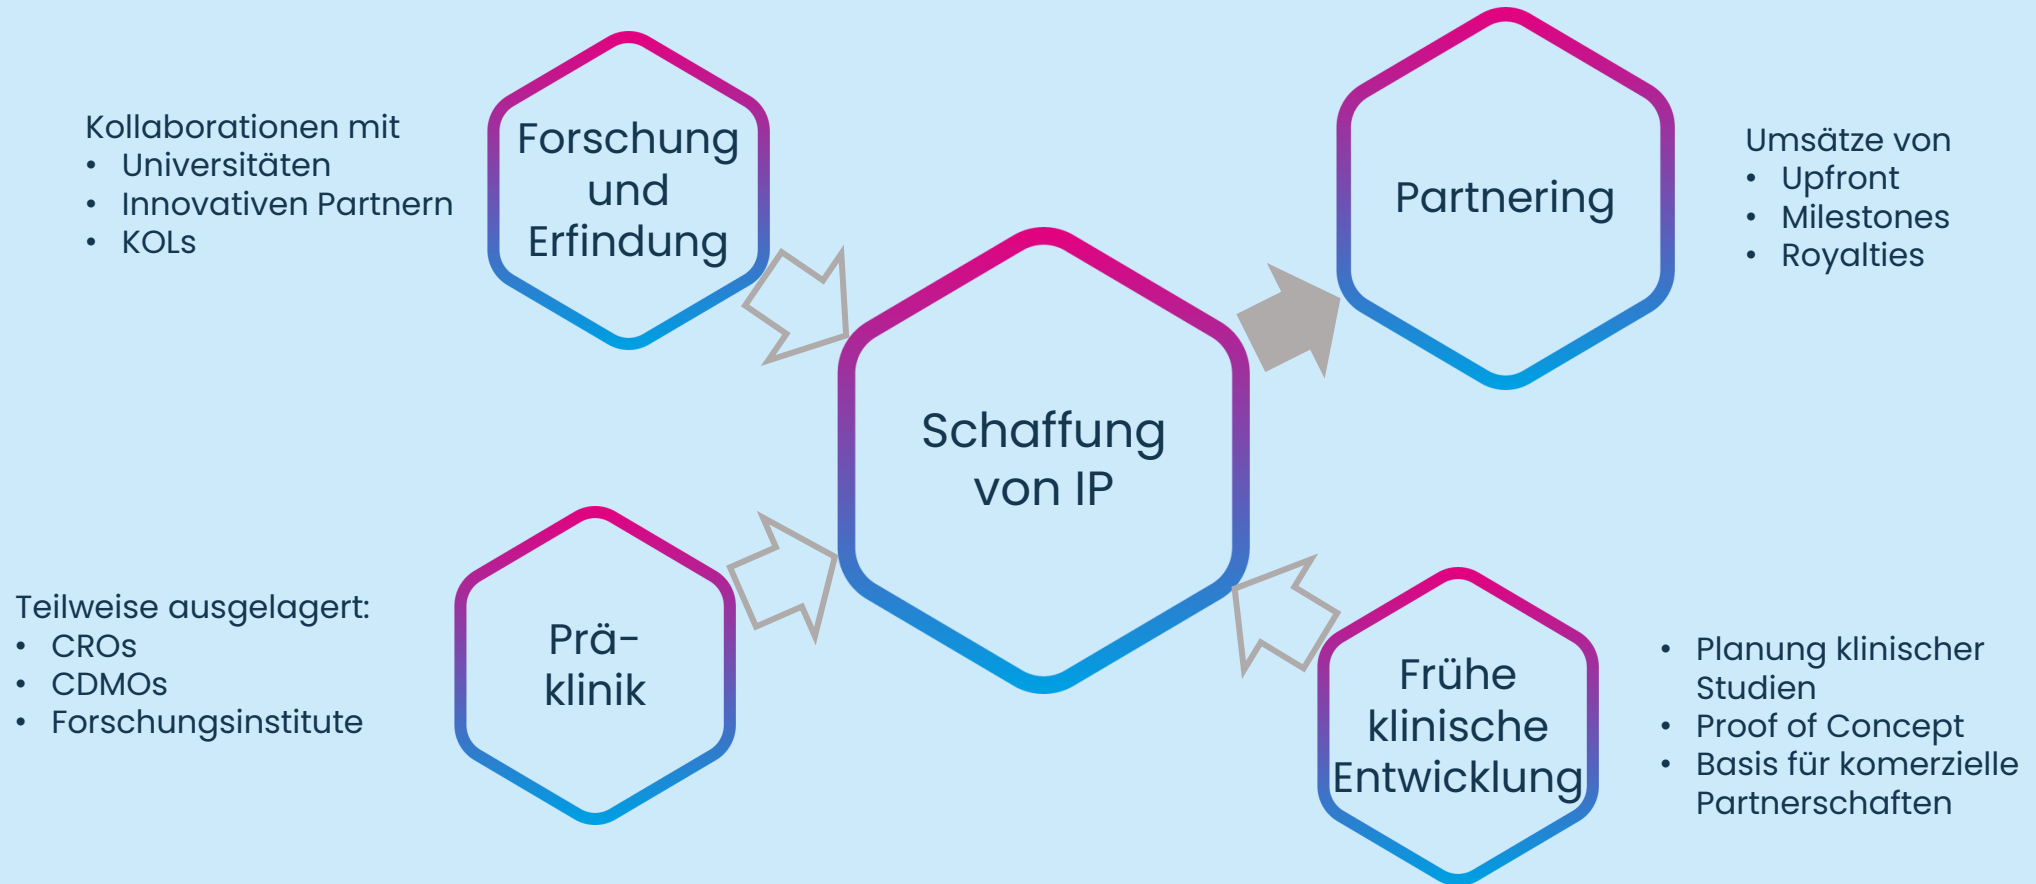 Kollaborationen mit
• Universitäten
• Innovativen Partnern
• KOLs
Forschung
und
Erfindung
Partnering
Umsätze von
• Upfront
• Milestones
• Royalties
Schaffung
von IP
Teilweise ausgelagert:
• CROs
• CDMOs
• Forschungsinstitute
Prä-
klinik
Frühe
klinische
Entwicklung
• Planung klinischer
Studien
• Proof of Concept
• Basis für komerzielle
Partnerschaften